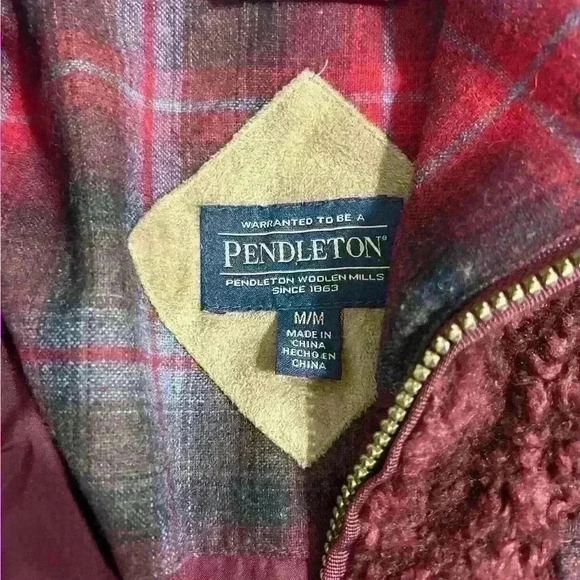 WARRANTED TO BE A
PENDLETON®
PENDLETON WOOLEN MILLS
SINCE 1863
M/M
MADE IN
CHINA
HECHO EN
CHINA